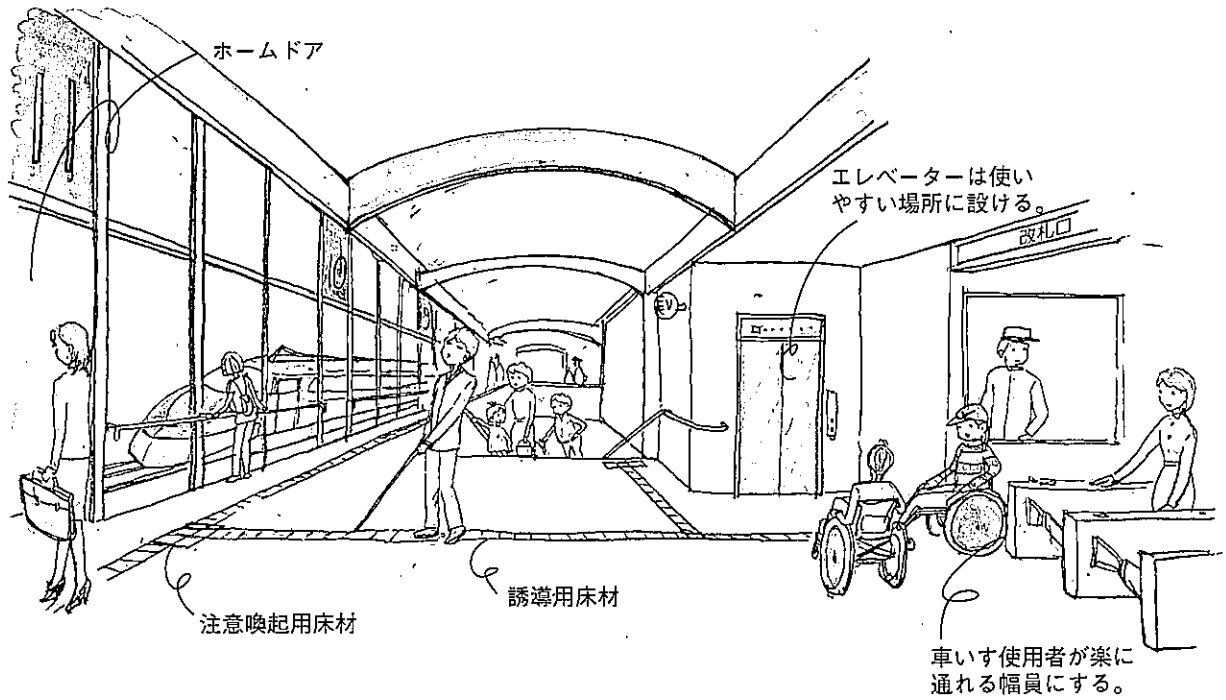 ホームドア
エレベーターは使い
やすい場所に設ける。
改札口
EV
誘導用床材
注意喚起用床材
車いす使用者が楽に
通れる幅員にする。